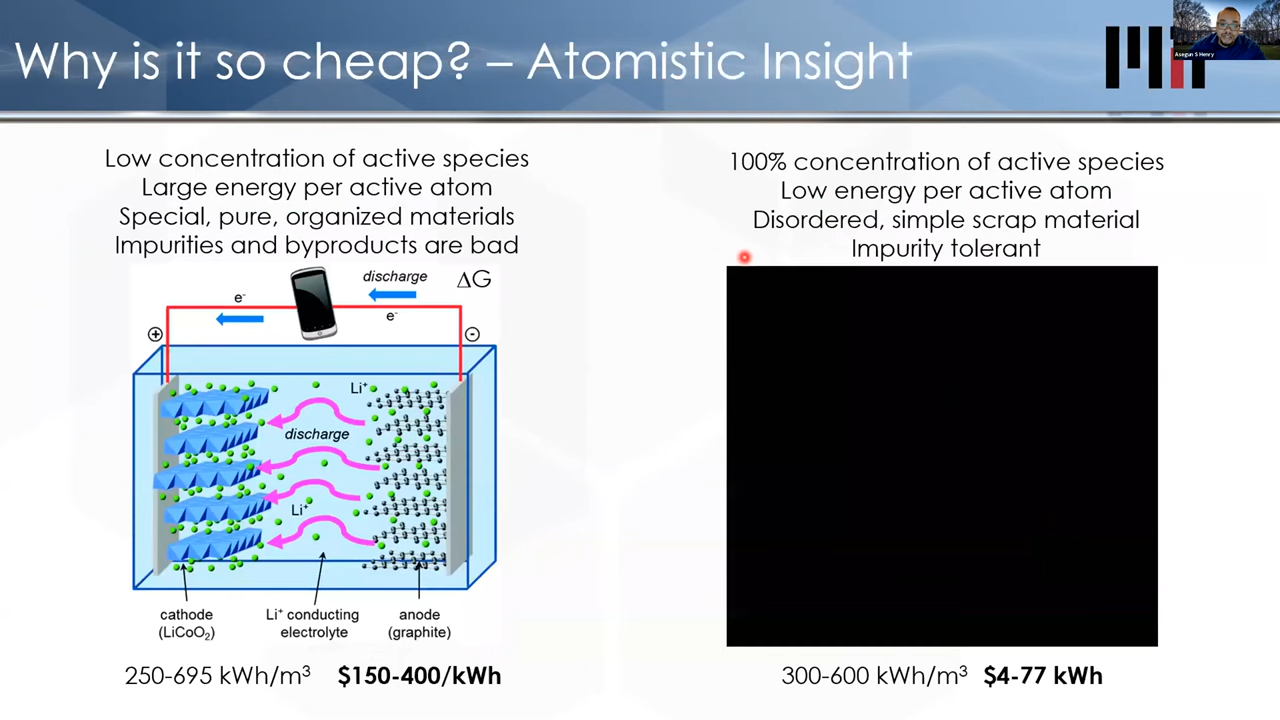 Why is it so cheap? – Atomistic Insight
MIT
Asegun S Henry
Low concentration of active species
Large energy per active atom
Special, pure, organized materials
Impurities and byproducts are bad
discharge
ΔG
e⁻
e⁻
+
-
Li⁺
discharge
Li⁺
cathode
(LiCoO₂)
Li⁺ conducting
electrolyte
anode
(graphite)
250-695 kWh/m³ $150-400/kWh
100% concentration of active species
Low energy per active atom
Disordered, simple scrap material
Impurity tolerant
300-600 kWh/m³ $4-77 kWh